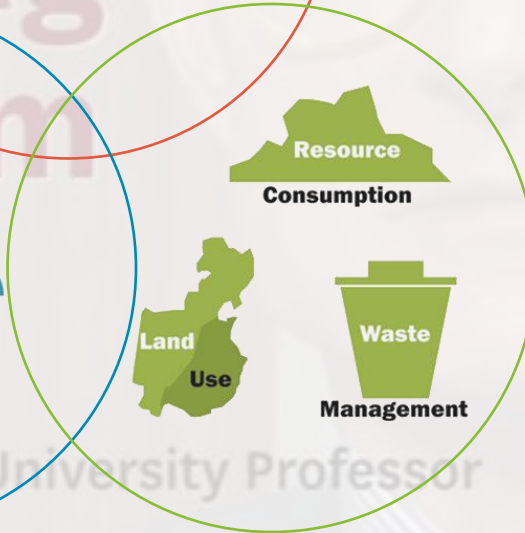 Resource
Consumption
Land
Use
Waste
Management
University Professor